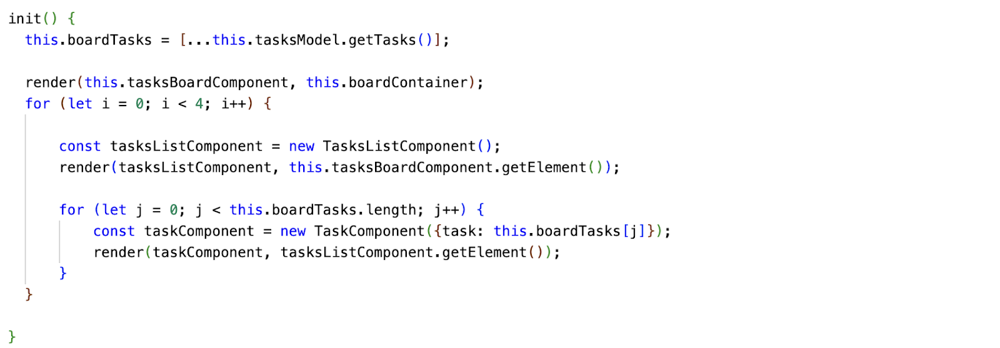 init() {
  this.boardTasks = [...this.tasksModel.getTasks()];
  render(this.tasksBoardComponent, this.boardContainer);
  for (let i = 0; i < 4; i++) {
      const tasksListComponent = new TasksListComponent();
      render(tasksListComponent, this.tasksBoardComponent.getElement());
      for (let j = 0; j < this.boardTasks.length; j++) {
          const taskComponent = new TaskComponent({task: this.boardTasks[j]});
          render(taskComponent, tasksListComponent.getElement());
      }
  }
}